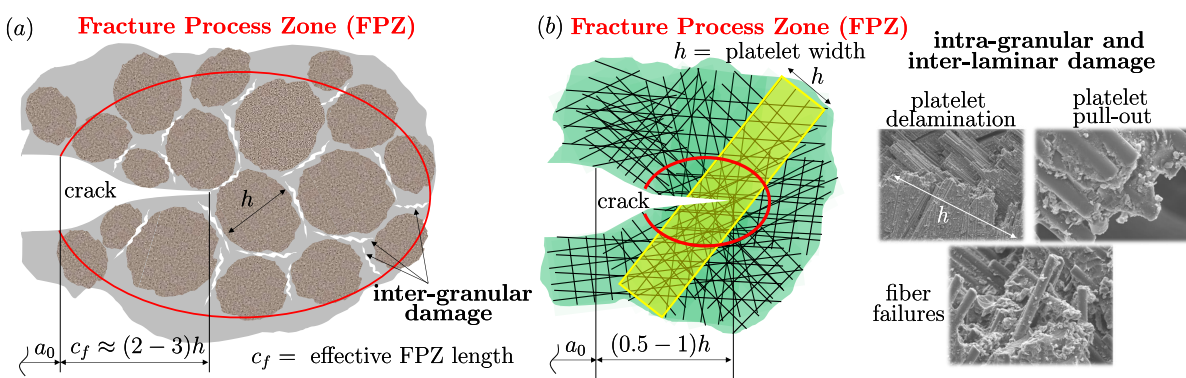 (a) Fracture Process Zone (FPZ)
crack
h
inter-granular
damage
a₀
c_f ≈ (2 − 3)h
c_f = effective FPZ length
(b) Fracture Process Zone (FPZ)
h = platelet width
h
crack
a₀
(0.5 − 1)h
intra-granular and
inter-laminar damage
platelet
delamination
platelet
pull-out
h
fiber
failures